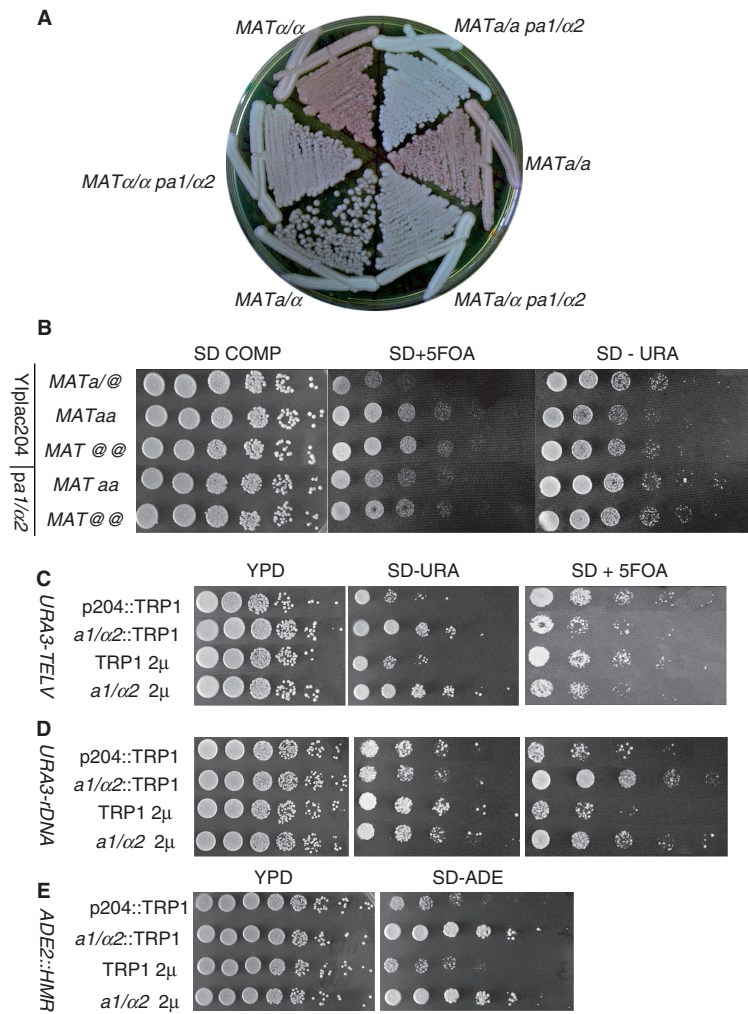 A
MATα/α
MATa/a pa1/α2
MATa/a
MATα/α pa1/α2
MATa/α
MATa/α pa1/α2
B
SD COMP SD+5FOA SD - URA
YIplac204
MATa/@
MATaa
MAT @@
pa1/α2
MAT aa
MAT@@
C
YPD SD-URA SD + 5FOA
URA3-TELV
p204::TRP1
a1/α2::TRP1
TRP1 2μ
a1/α2 2μ
D
URA3-rDNA
p204::TRP1
a1/α2::TRP1
TRP1 2μ
a1/α2 2μ
E
YPD SD-ADE
ADE2::HMR
p204::TRP1
a1/α2::TRP1
TRP1 2μ
a1/α2 2μ